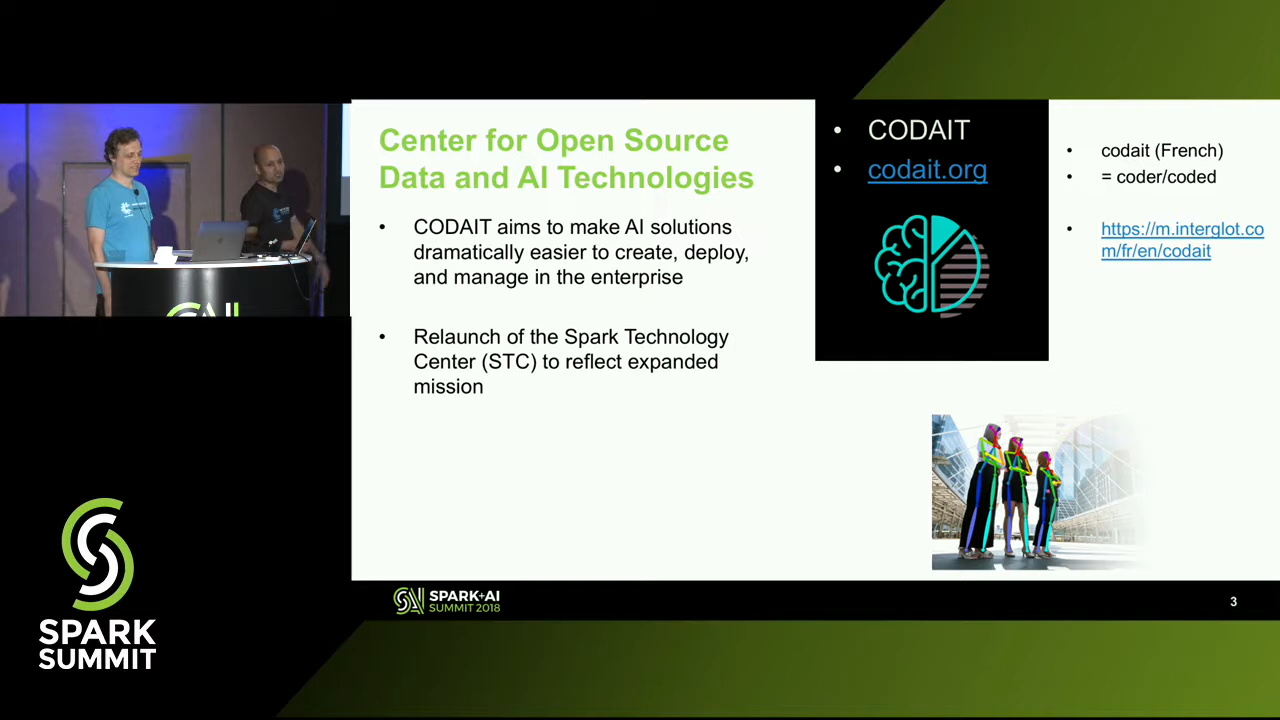 Center for Open Source
Data and AI Technologies
• CODAIT aims to make AI solutions
dramatically easier to create, deploy,
and manage in the enterprise
• Relaunch of the Spark Technology
Center (STC) to reflect expanded
mission
• CODAIT
• codait.org
• codait (French)
• = coder/coded
• https://m.interglot.co
m/fr/en/codait
SPARK+AI
SUMMIT 2018
3
SPARK
SUMMIT